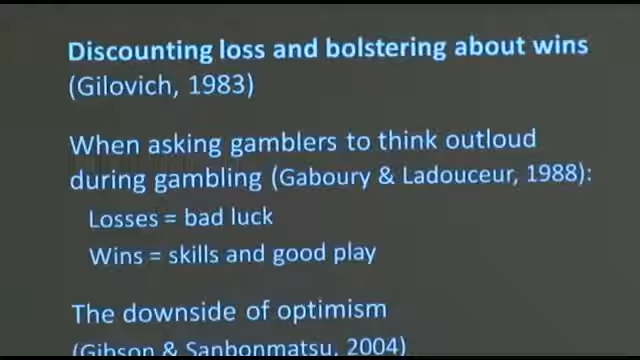 Discounting loss and bolstering about wins
(Gilovich, 1983)
When asking gamblers to think outloud
during gambling (Gaboury & Ladouceur, 1988):
Losses = bad luck
Wins = skills and good play
The downside of optimism
(Gibson & Sanbonmatsu, 2004)